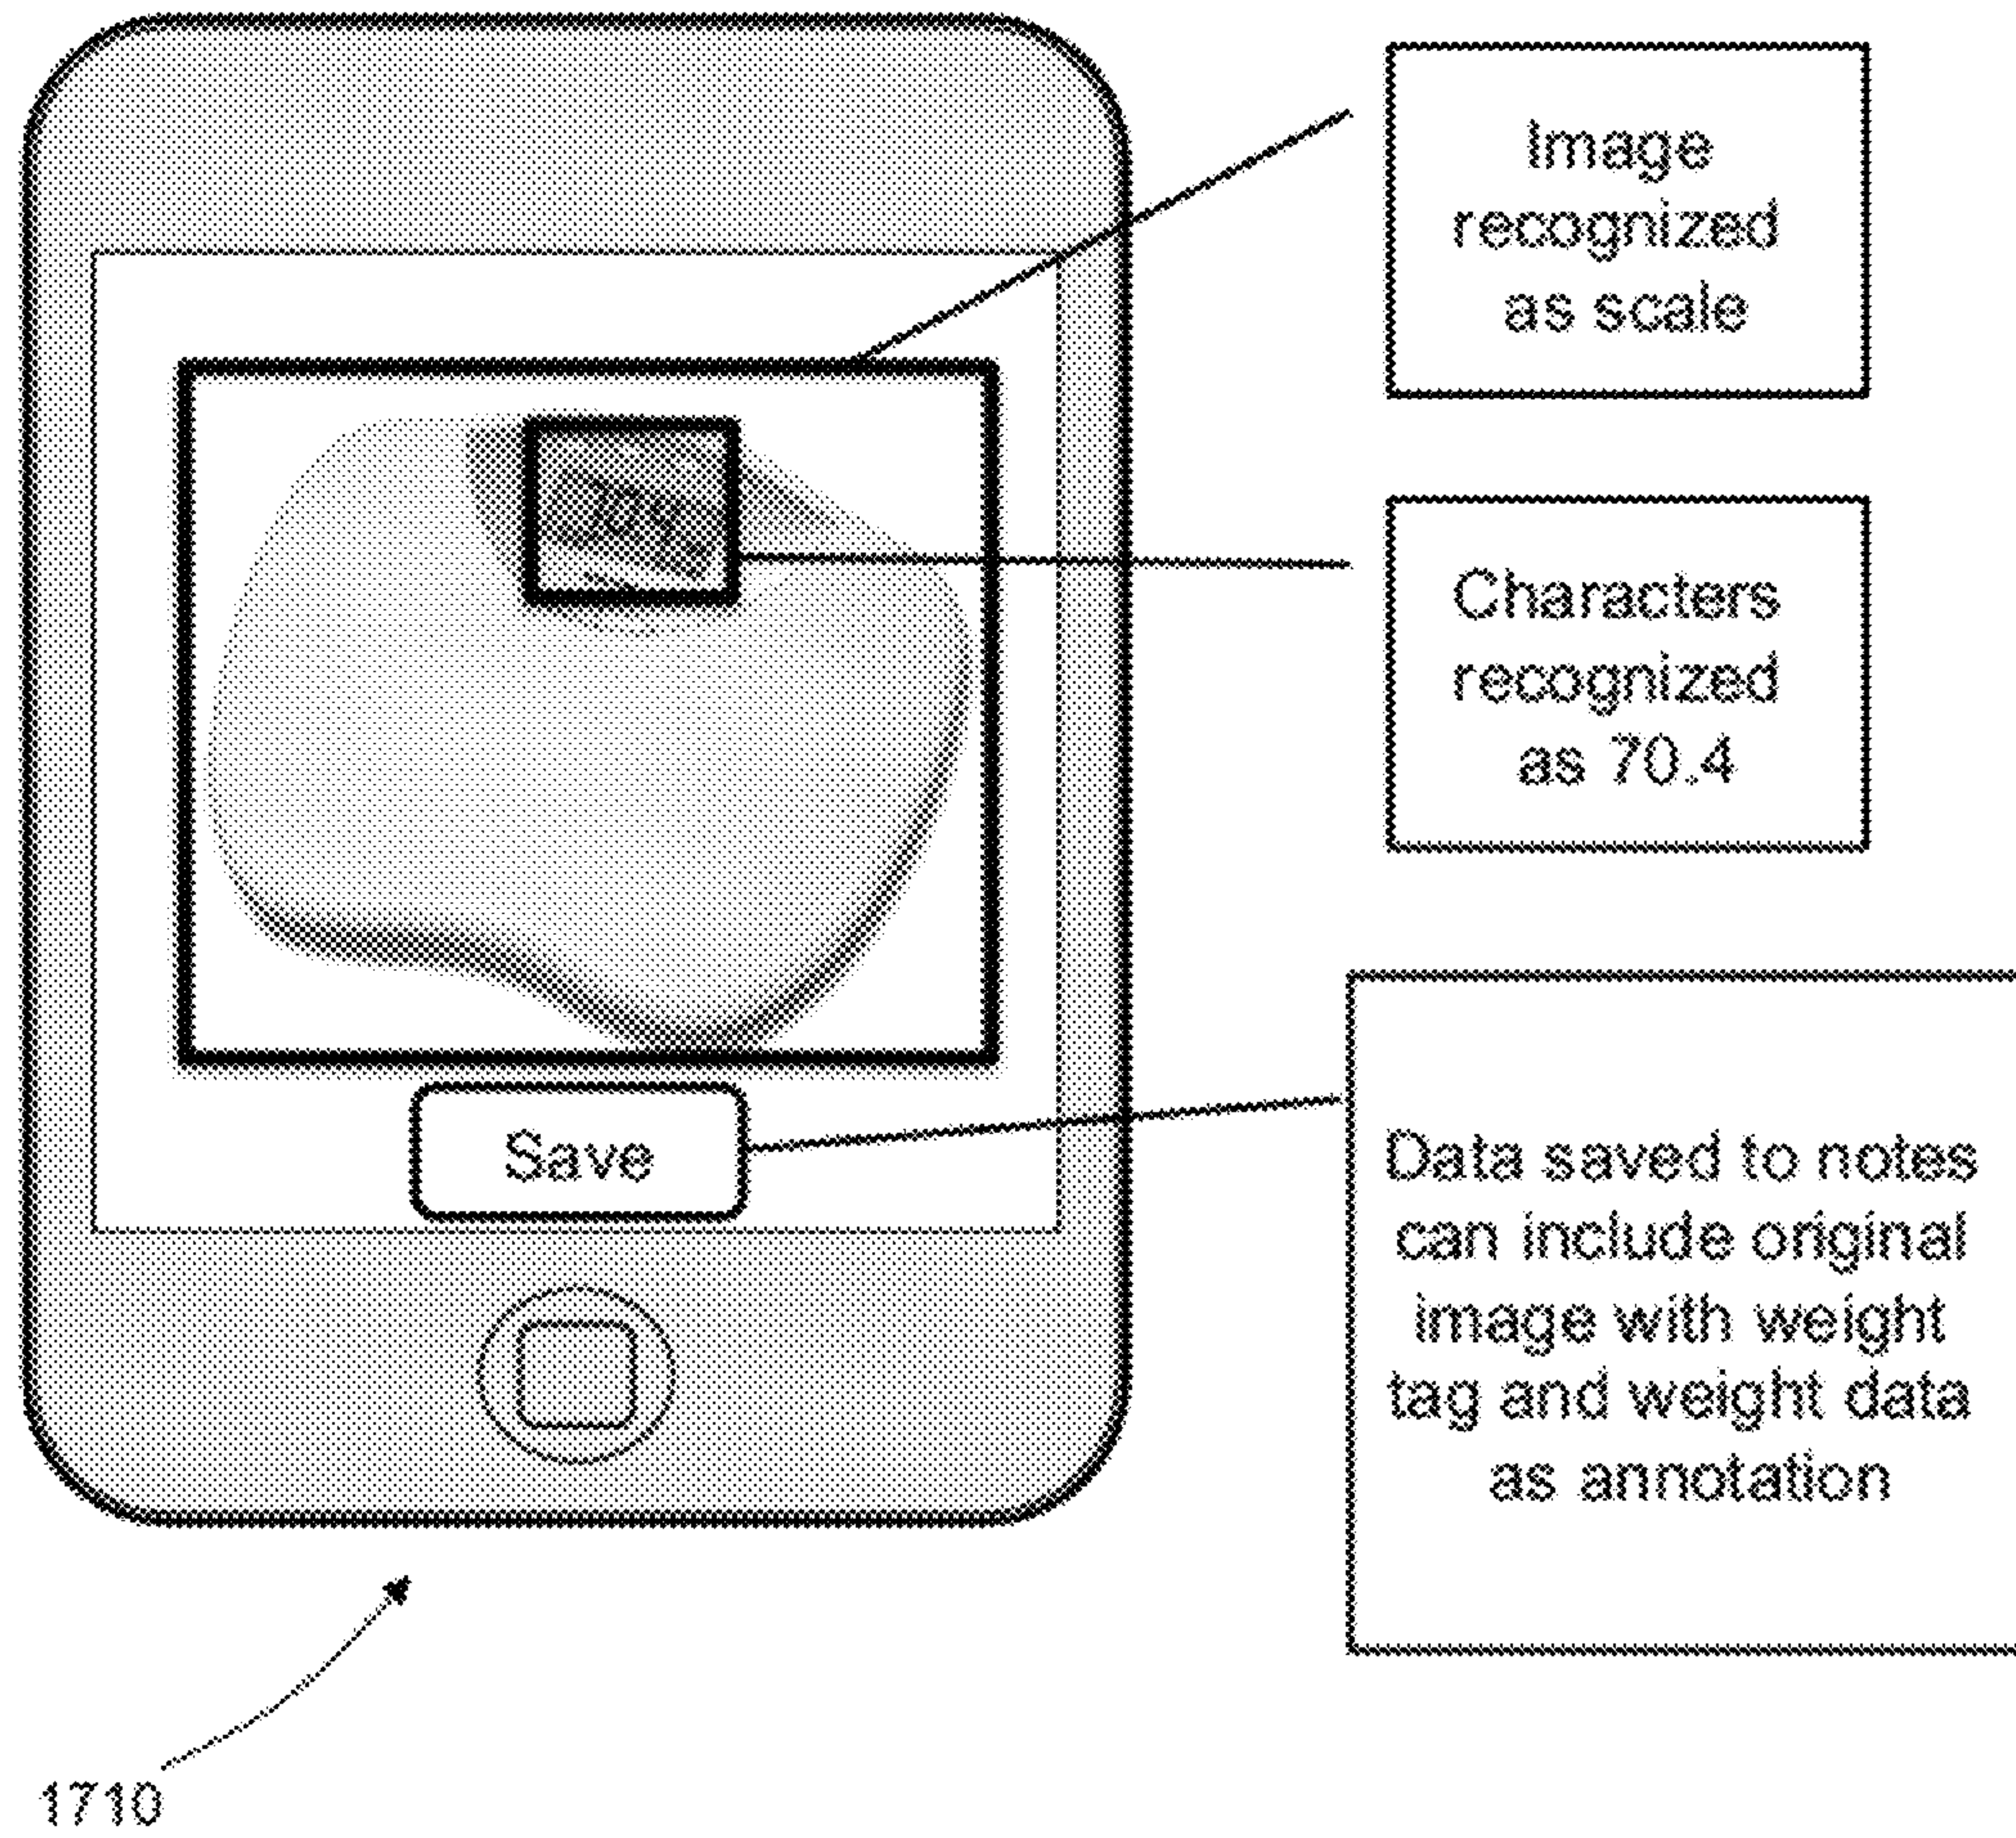 Image
recognized
as scale
Characters
recognized
as 70.4
Save
Data saved to notes
can include original
image with weight
tag and weight data
as annotation
1710